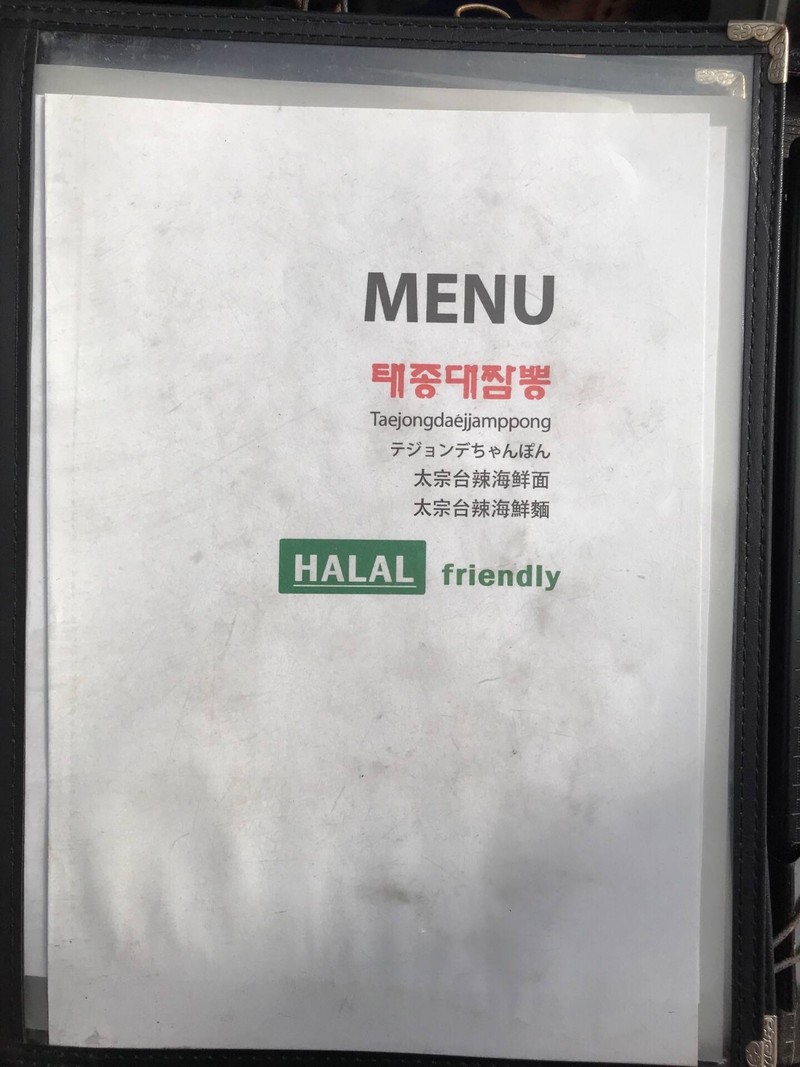 MENU
태종대짬뽕
Taejongdaéjjamppong
テジョンデちゃんぽん
太宗台辣海鲜面
太宗台辣海鮮麵
HALAL friendly